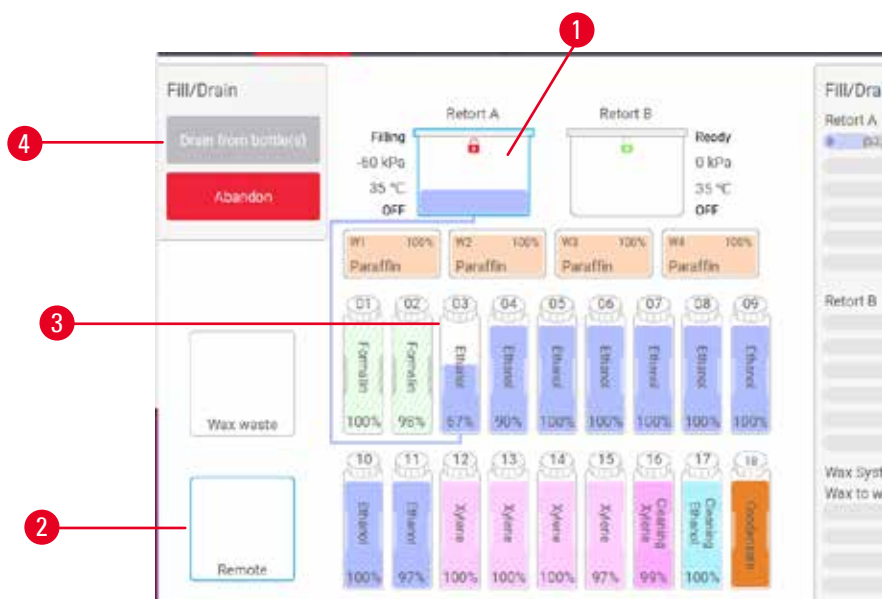 1
Fill/Drain
Fill/Dra
Retort A
Retort B
Retort A
4
Drain from bottle(s)
Filling
Ready
-60 kPa
0 kPa
35 °C
35 °C
Abandon
OFF
OFF
W1 100% W2 100% W3 100% W4 100%
Paraffin Paraffin Paraffin Paraffin
01 02 03 04 05 06 07 08 09
Retort B
3
Formalin Formalin Ethanol Ethanol Ethanol Ethanol Ethanol Ethanol Ethanol
100% 98% 67% 90% 100% 100% 100% 100% 100%
Wax waste
10 11 12 13 14 15 16 17 18
Wax Syst
Wax to w
2
Ethanol Ethanol Xylene Xylene Xylene Xylene Cleaning Xylene Cleaning Ethanol Condensate
Remote
100% 97% 100% 100% 100% 97% 99% 100%